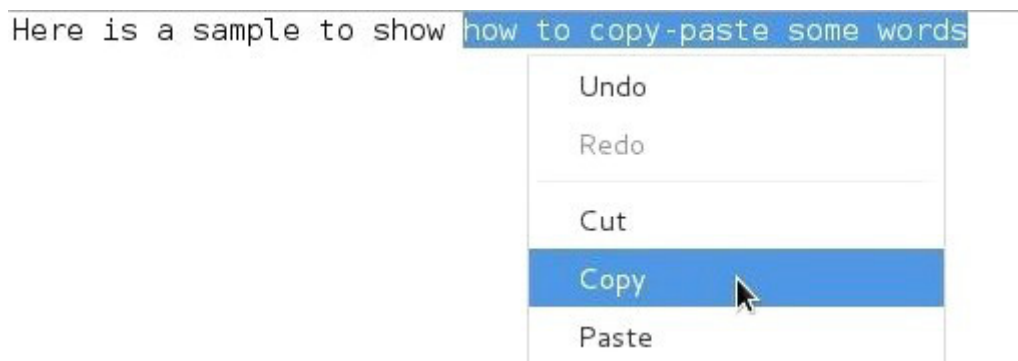 Here is a sample to show how to copy-paste some words
Undo
Redo
Cut
Copy
Paste